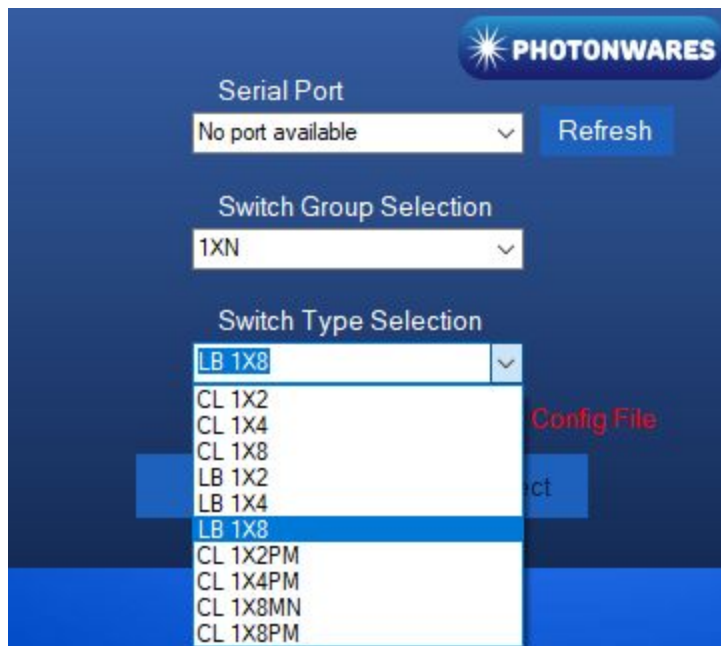 PHOTONWARES
Serial Port
No port available
Refresh
Switch Group Selection
1XN
Switch Type Selection
LB 1X8
CL 1X2
CL 1X4
Config File
CL 1X8
LB 1X2
LB 1X4
LB 1X8
CL 1X2PM
CL 1X4PM
CL 1X8MN
CL 1X8PM